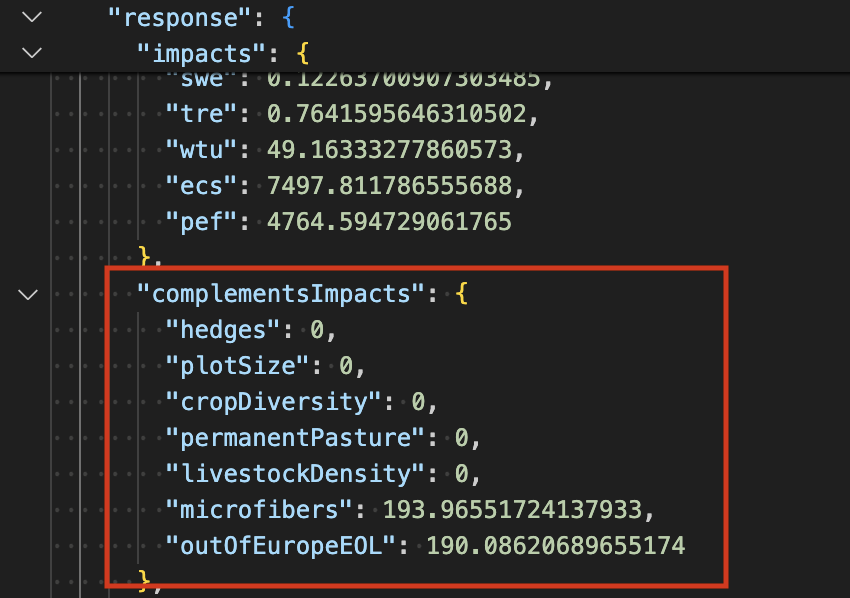 "response": {
"impacts": {
"swe": 0.12263700907303485,
"tre": 0.7641595646310502,
"wtu": 49.16333277860573,
"ecs": 7497.811786555688,
"pef": 4764.594729061765
},
"complementsImpacts": {
"hedges": 0,
"plotSize": 0,
"cropDiversity": 0,
"permanentPasture": 0,
"livestockDensity": 0,
"microfibers": 193.96551724137933,
"outOfEuropeEOL": 190.08620689655174
},